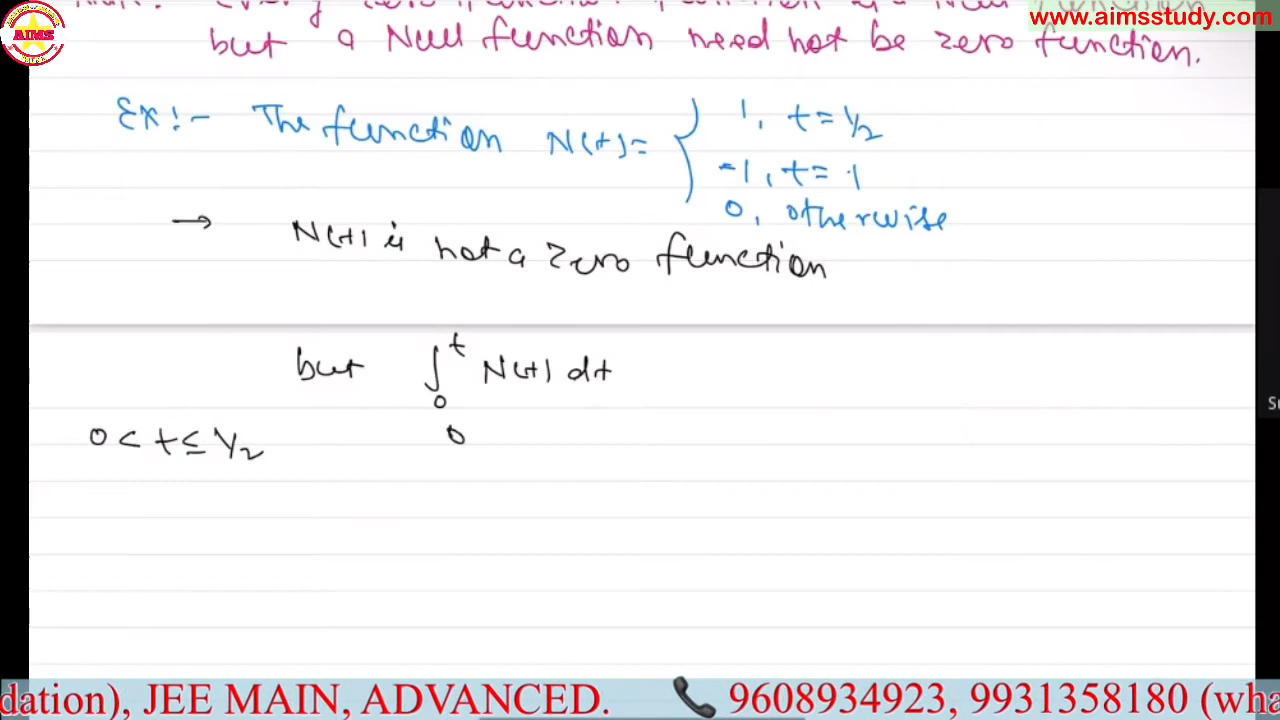 AIMS
www.aimsstudy.com
but a Null function need not be zero function.
Ex:- The function N(t)= { 1, t=1/2
-1, t=1
0, otherwise
→ N(t) is not a zero function
but ∫₀ᵗ N(t) dt
0 < t ≤ 1/2 0
dation), JEE MAIN, ADVANCED. 9608934923, 9931358180 (wha